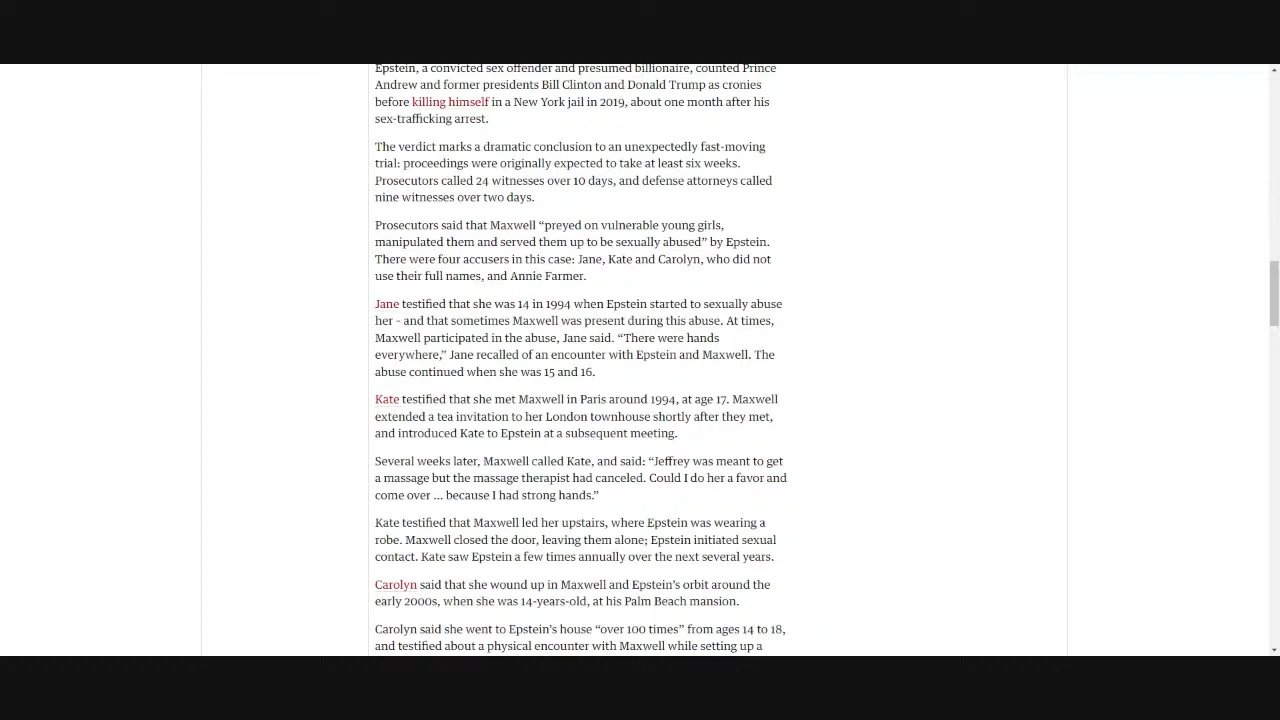 Epstein, a convicted sex offender and presumed billionaire, counted Prince
Andrew and former presidents Bill Clinton and Donald Trump as cronies
before killing himself in a New York jail in 2019, about one month after his
sex-trafficking arrest.
The verdict marks a dramatic conclusion to an unexpectedly fast-moving
trial: proceedings were originally expected to take at least six weeks.
Prosecutors called 24 witnesses over 10 days, and defense attorneys called
nine witnesses over two days.
Prosecutors said that Maxwell “preyed on vulnerable young girls,
manipulated them and served them up to be sexually abused” by Epstein.
There were four accusers in this case: Jane, Kate and Carolyn, who did not
use their full names, and Annie Farmer.
Jane testified that she was 14 in 1994 when Epstein started to sexually abuse
her – and that sometimes Maxwell was present during this abuse. At times,
Maxwell participated in the abuse, Jane said. “There were hands
everywhere,” Jane recalled of an encounter with Epstein and Maxwell. The
abuse continued when she was 15 and 16.
Kate testified that she met Maxwell in Paris around 1994, at age 17. Maxwell
extended a tea invitation to her London townhouse shortly after they met,
and introduced Kate to Epstein at a subsequent meeting.
Several weeks later, Maxwell called Kate, and said: “Jeffrey was meant to get
a massage but the massage therapist had canceled. Could I do her a favor and
come over … because I had strong hands.”
Kate testified that Maxwell led her upstairs, where Epstein was wearing a
robe. Maxwell closed the door, leaving them alone; Epstein initiated sexual
contact. Kate saw Epstein a few times annually over the next several years.
Carolyn said that she wound up in Maxwell and Epstein’s orbit around the
early 2000s, when she was 14-years-old, at his Palm Beach mansion.
Carolyn said she went to Epstein’s house “over 100 times” from ages 14 to 18,
and testified about a physical encounter with Maxwell while setting up a